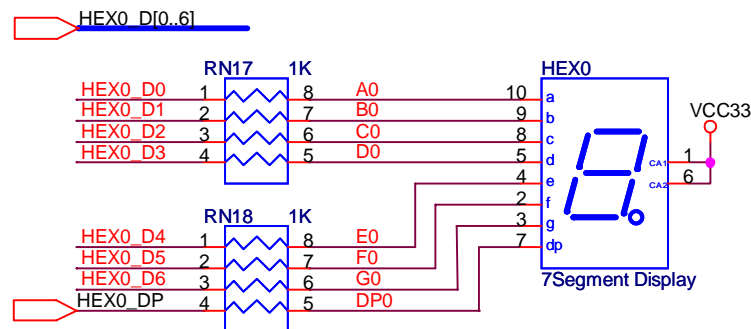 HEX0_D[0..6]
RN17 1K HEX0
HEX0_D0 1 8 A0 10 a VCC33
HEX0_D1 2 7 B0 9 b
HEX0_D2 3 6 C0 8 c
HEX0_D3 4 5 D0 5 d CA1 1
4 e CA2 6
RN18 1K 2 f
HEX0_D4 1 8 E0 3 g
HEX0_D5 2 7 F0 7 dp
HEX0_D6 3 6 G0 7Segment Display
HEX0_DP 4 5 DP0